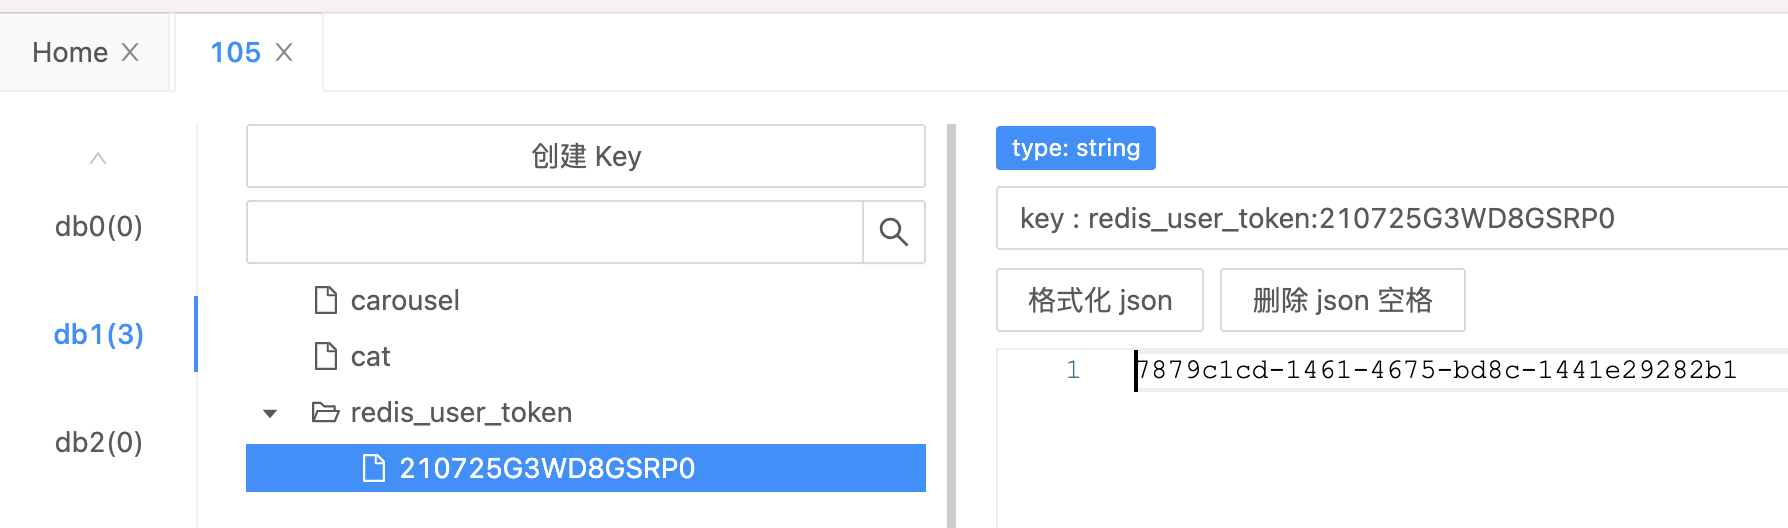 Home
105
db0(0)
db1(3)
db2(0)
创建 Key
carousel
cat
redis_user_token
210725G3WD8GSRP0
type: string
key : redis_user_token:210725G3WD8GSRP0
格式化 json
删除 json 空格
1
7879c1cd-1461-4675-bd8c-1441e29282b1